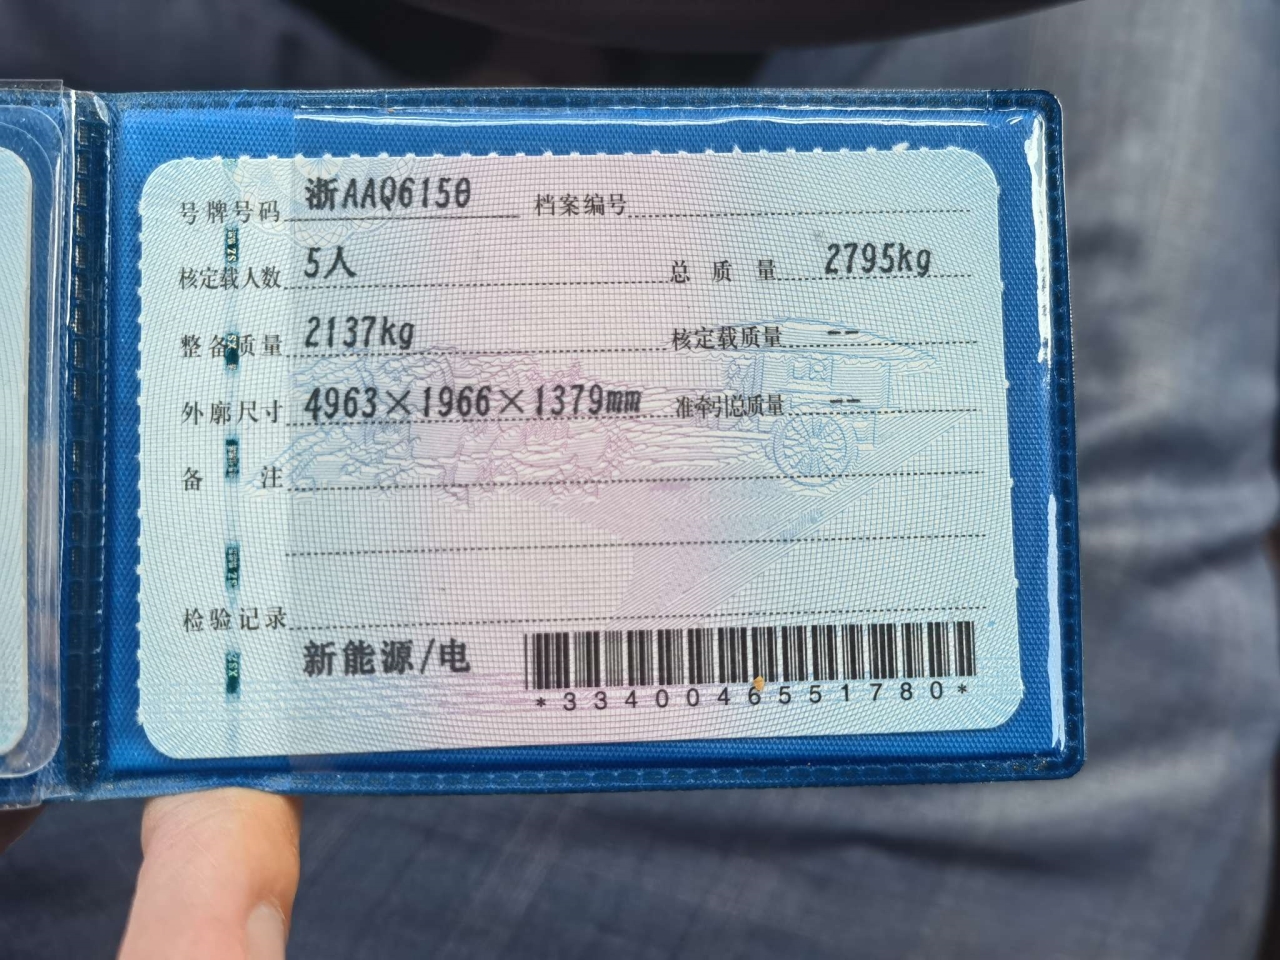 号牌号码 浙AAQ6150 档案编号
核定载人数 5人 总质量 2795kg
整备质量 2137kg 核定载质量 --
外廓尺寸 4963×1966×1379mm 准牵引总质量 --
备注
检验记录
新能源/电
*3340046551780*